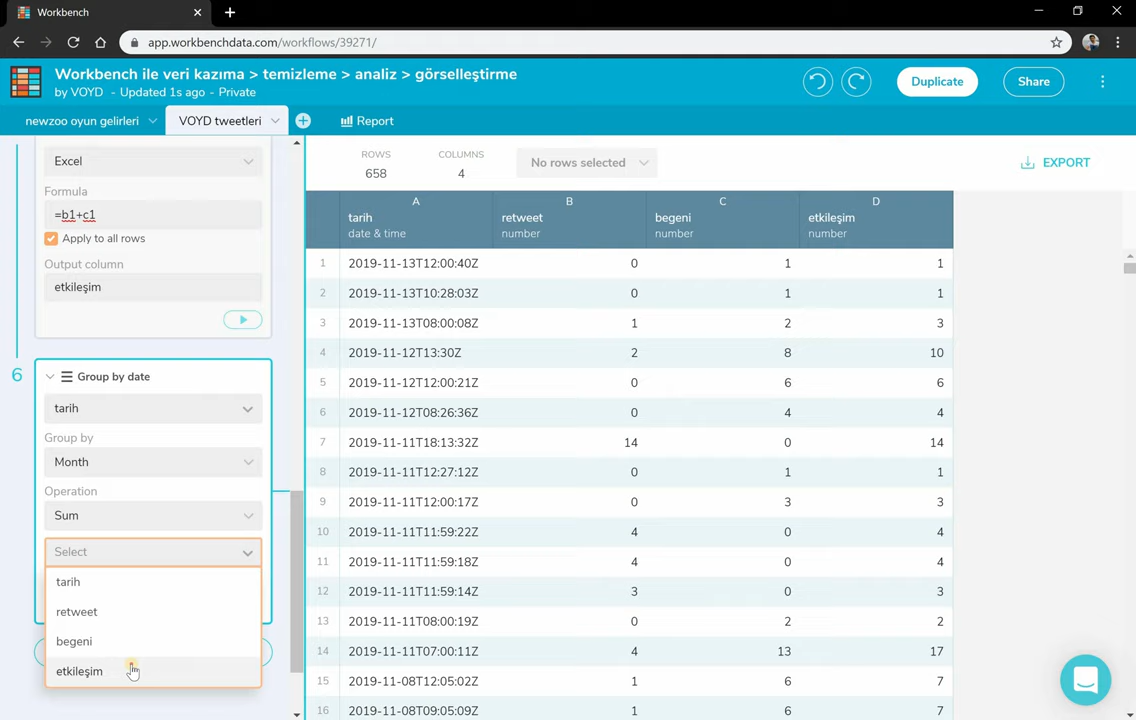 Workbench
app.workbenchdata.com/workflows/39271/
Workbench ile veri kazıma > temizleme > analiz > görselleştirme
by VOYD - Updated 1s ago - Private
Duplicate
Share
newzoo oyun gelirleri
VOYD tweetleri
Report
Excel
Formula
=b1+c1
Apply to all rows
Output column
etkileşim
6
Group by date
tarih
Group by
Month
Operation
Sum
Select
tarih
retweet
begeni
etkileşim
ROWS
658
COLUMNS
4
No rows selected
EXPORT
A B C D
tarih retweet begeni etkileşim
date & time number number number
1 2019-11-13T12:00:40Z 0 1 1
2 2019-11-13T10:28:03Z 0 1 1
3 2019-11-13T08:00:08Z 1 2 3
4 2019-11-12T13:30Z 2 8 10
5 2019-11-12T12:00:21Z 0 6 6
6 2019-11-12T08:26:36Z 0 4 4
7 2019-11-11T18:13:32Z 14 0 14
8 2019-11-11T12:27:12Z 0 1 1
9 2019-11-11T12:00:17Z 0 3 3
10 2019-11-11T11:59:22Z 4 0 4
11 2019-11-11T11:59:18Z 4 0 4
12 2019-11-11T11:59:14Z 3 0 3
13 2019-11-11T08:00:19Z 0 2 2
14 2019-11-11T07:00:11Z 4 13 17
15 2019-11-08T12:05:02Z 1 6 7
16 2019-11-08T09:05:09Z 1 6 7